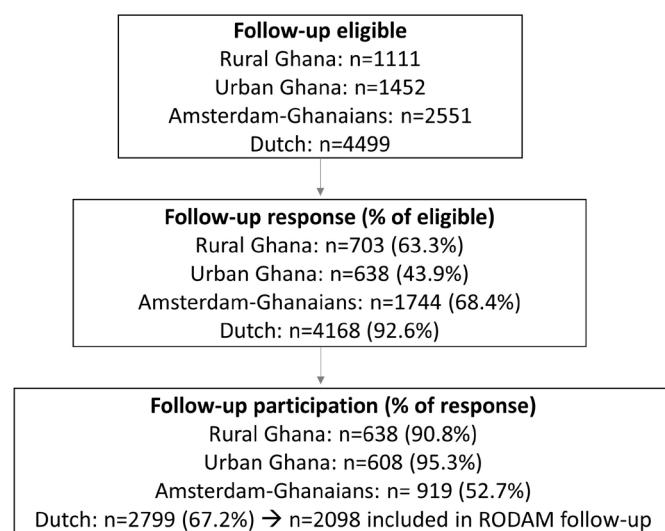 Follow-up eligible
Rural Ghana: n=1111
Urban Ghana: n=1452
Amsterdam-Ghanaians: n=2551
Dutch: n=4499
Follow-up response (% of eligible)
Rural Ghana: n=703 (63.3%)
Urban Ghana: n=638 (43.9%)
Amsterdam-Ghanaians: n=1744 (68.4%)
Dutch: n=4168 (92.6%)
Follow-up participation (% of response)
Rural Ghana: n=638 (90.8%)
Urban Ghana: n=608 (95.3%)
Amsterdam-Ghanaians: n= 919 (52.7%)
Dutch: n=2799 (67.2%) → n=2098 included in RODAM follow-up